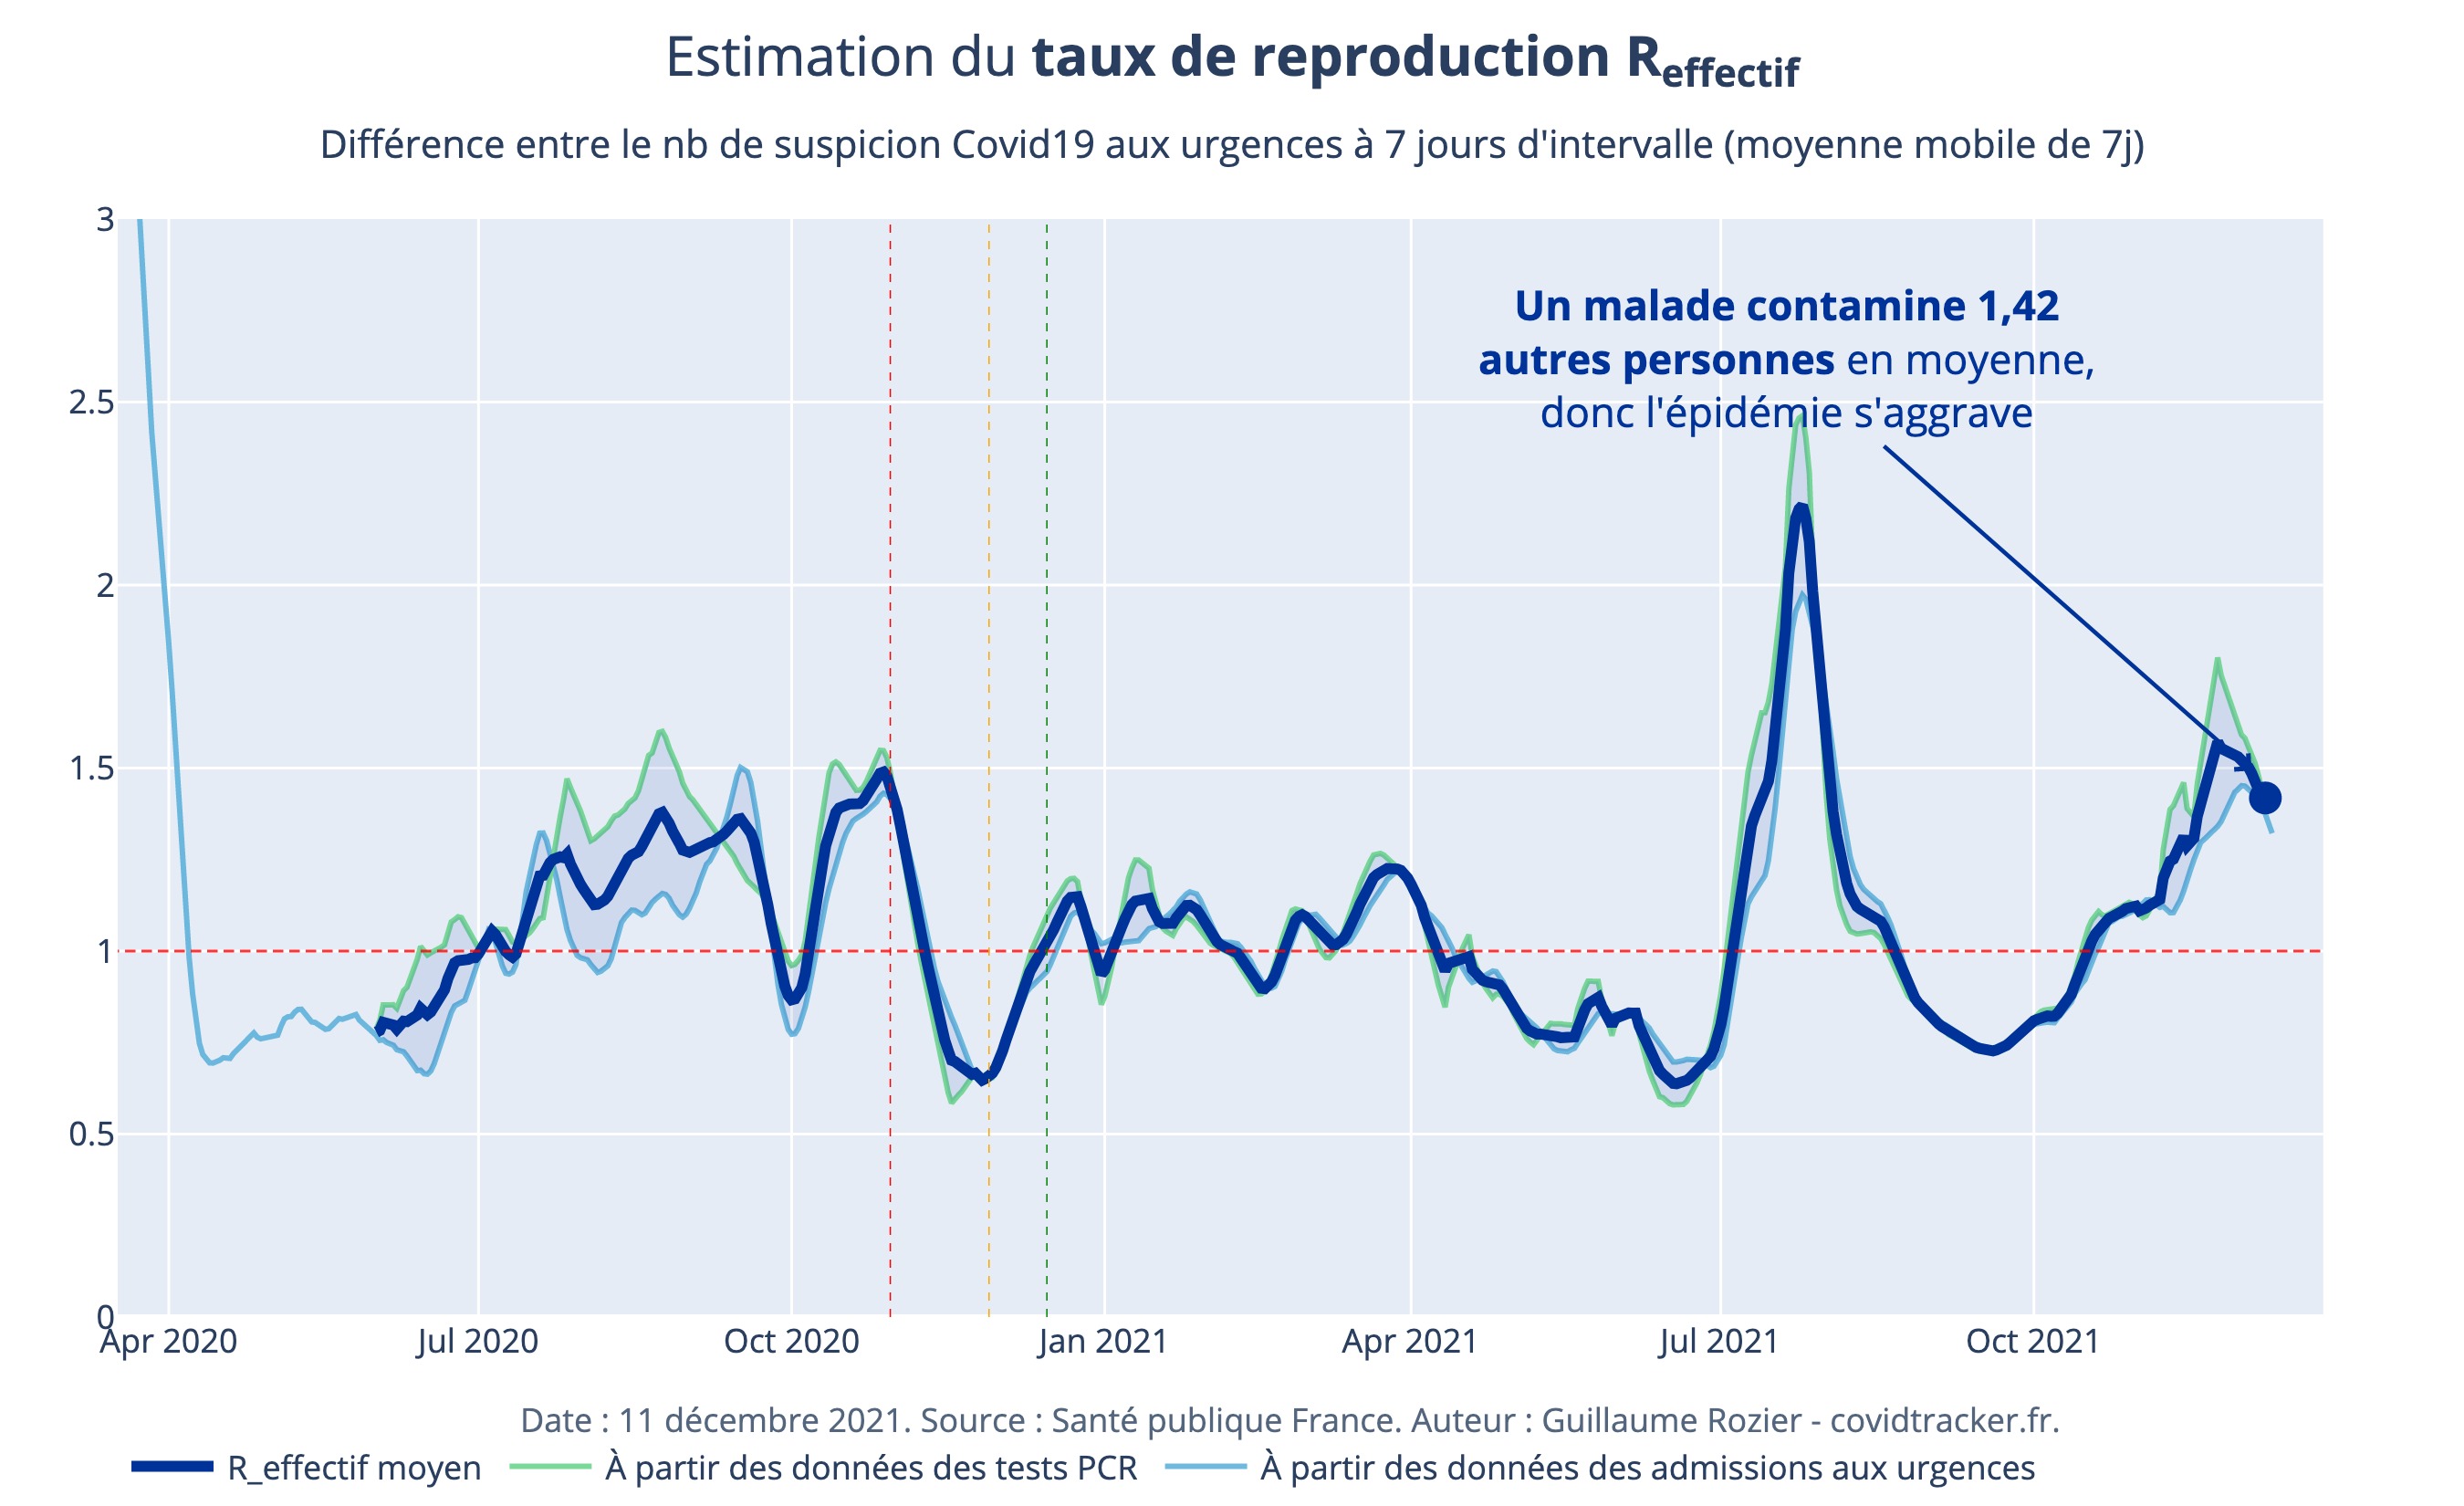 Estimation du taux de reproduction Reffectif
Différence entre le nb de suspicion Covid19 aux urgences à 7 jours d'intervalle (moyenne mobile de 7j)
Un malade contamine 1,42
autres personnes en moyenne,
donc l'épidémie s'aggrave
3
2.5
2
1.5
1
0.5
0
Apr 2020
Jul 2020
Oct 2020
Jan 2021
Apr 2021
Jul 2021
Oct 2021
Date : 11 décembre 2021. Source : Santé publique France. Auteur : Guillaume Rozier - covidtracker.fr.
R_effectif moyen
À partir des données des tests PCR
À partir des données des admissions aux urgences